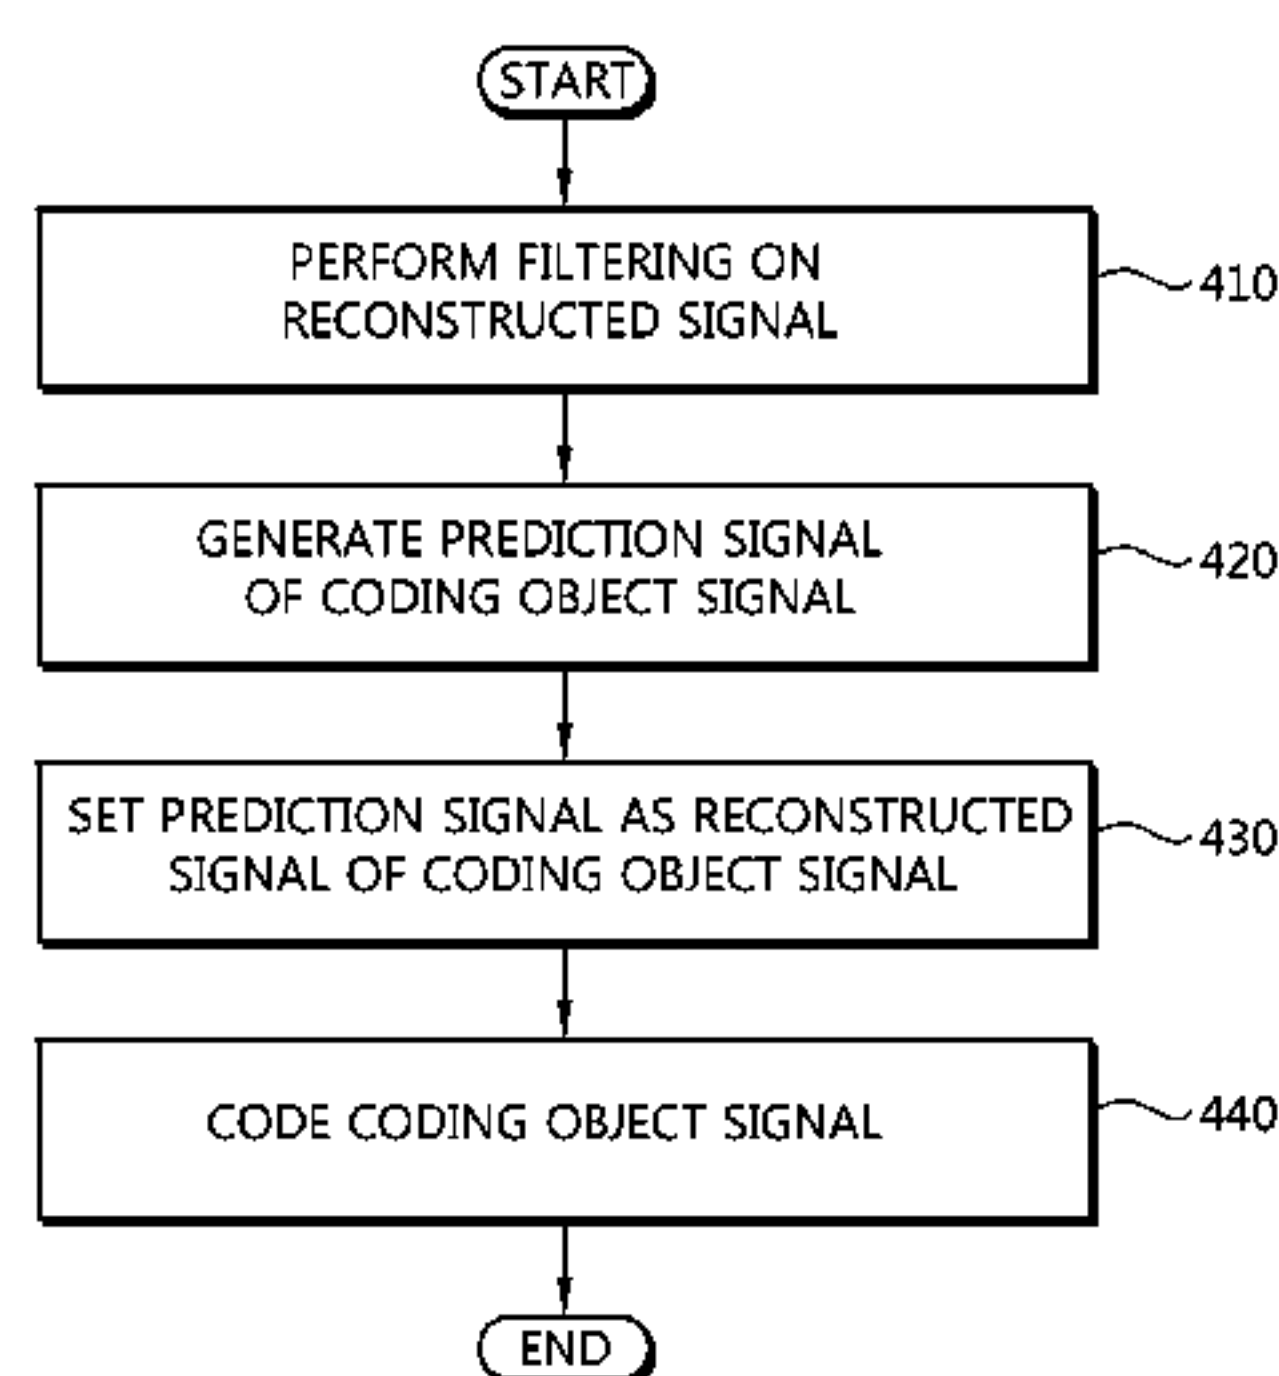 START
PERFORM FILTERING ON
RECONSTRUCTED SIGNAL
410
GENERATE PREDICTION SIGNAL
OF CODING OBJECT SIGNAL
420
SET PREDICTION SIGNAL AS RECONSTRUCTED
SIGNAL OF CODING OBJECT SIGNAL
430
CODE CODING OBJECT SIGNAL
440
END